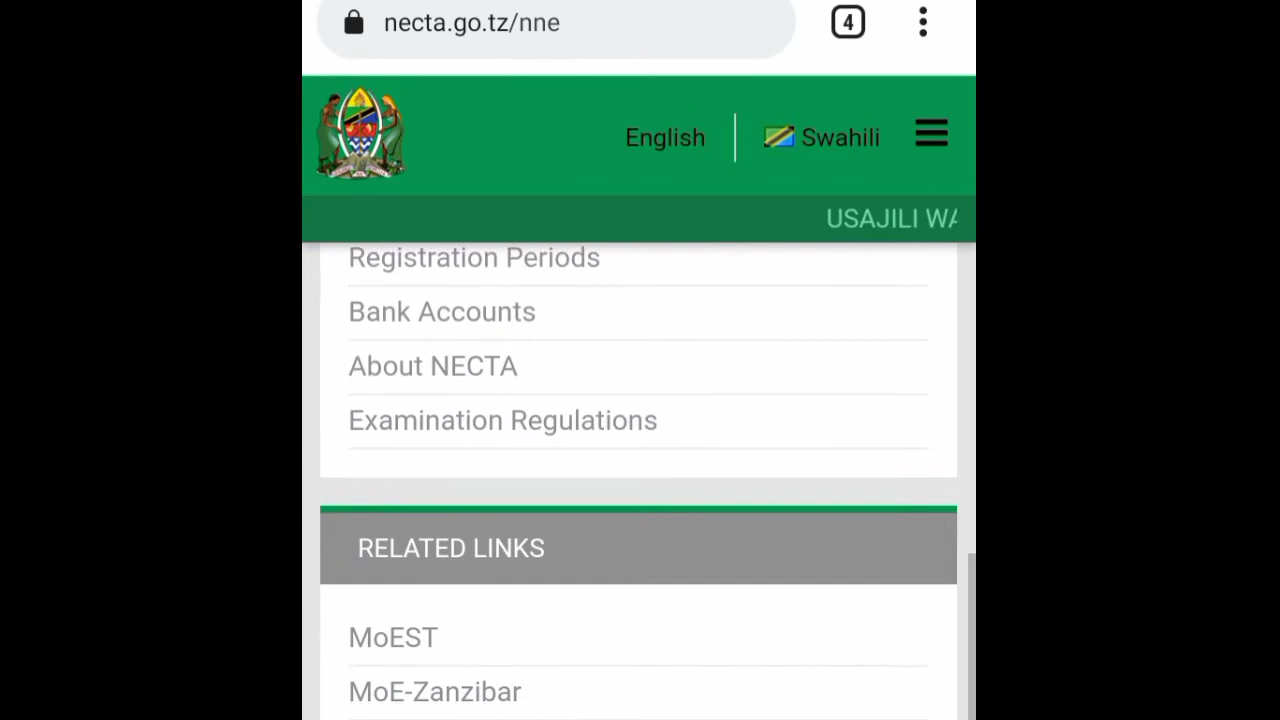 necta.go.tz/nne
4
English
Swahili
USAJILI
Registration Periods
Bank Accounts
About NECTA
Examination Regulations
RELATED LINKS
MoEST
MoE-Zanzibar